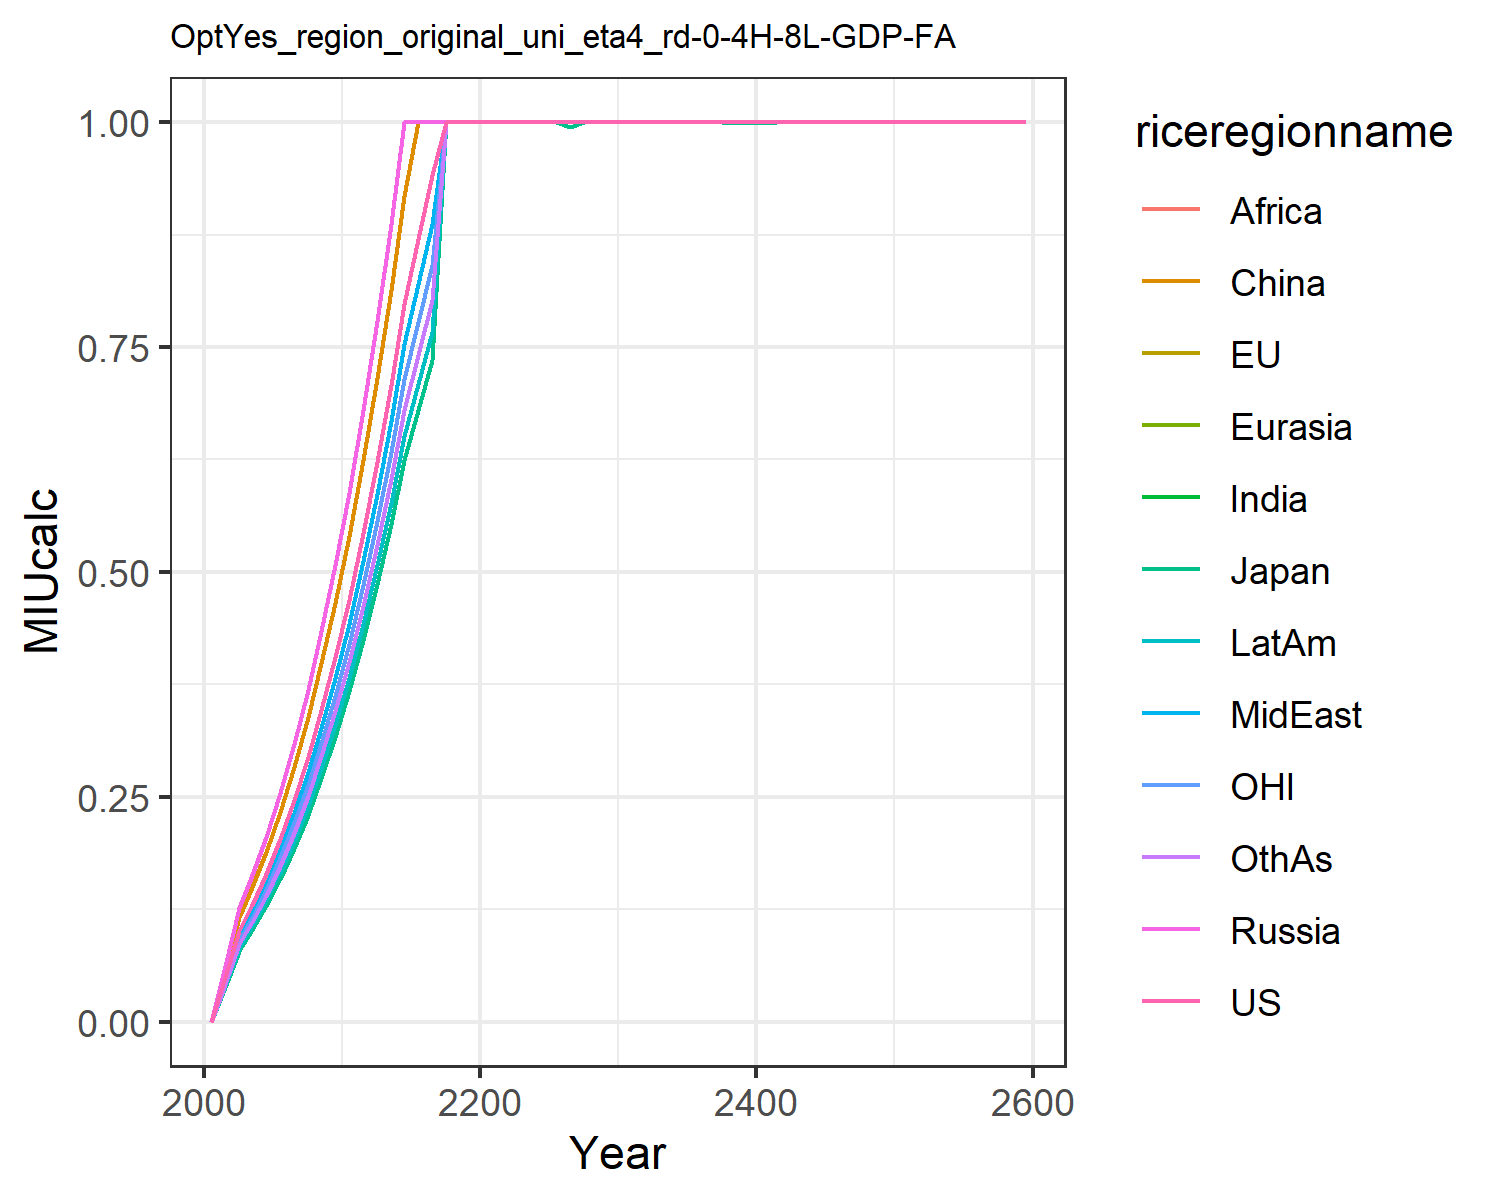 OptYes_region_original_uni_eta4_rd-0-4H-8L-GDP-FA
MIUcalc
1.00
0.75
0.50
0.25
0.00
2000
2200
2400
2600
Year
riceregionname
Africa
China
EU
Eurasia
India
Japan
LatAm
MidEast
OHI
OthAs
Russia
US